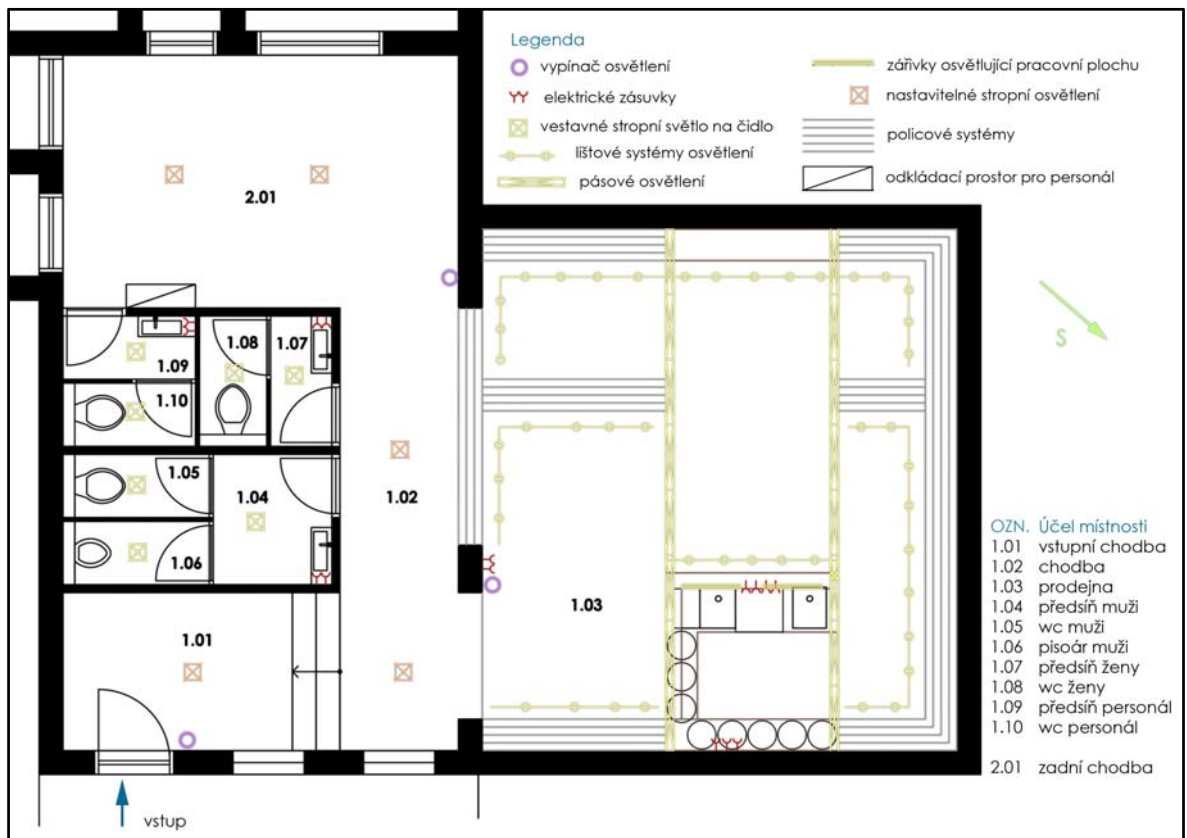 Legenda
vypínač osvětlení
elektrické zásuvky
vestavné stropní světlo na čidlo
lištové systémy osvětlení
pásové osvětlení
zářivky osvětlující pracovní plochu
nastavitelné stropní osvětlení
policové systémy
odkládací prostor pro personál
2.01
1.08
1.07
1.09
1.10
1.05
1.04
1.02
1.06
1.03
1.01
S
OZN. Účel místnosti
1.01 vstupní chodba
1.02 chodba
1.03 prodejna
1.04 předsíň muži
1.05 wc muži
1.06 pisoár muži
1.07 předsíň ženy
1.08 wc ženy
1.09 předsíň personál
1.10 wc personál
2.01 zadní chodba
vstup